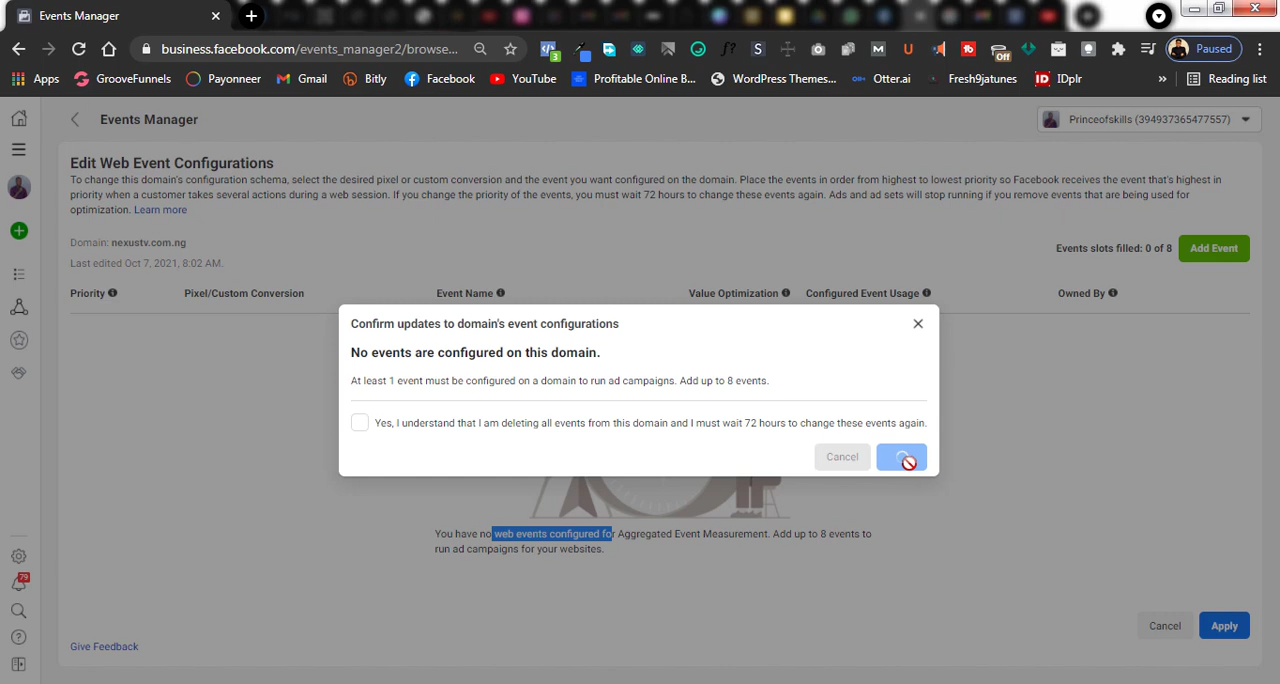 Events Manager
business.facebook.com/events_manager2/browse...
3
f?
S
M
U
Off
Paused
Apps
GrooveFunnels
Payonneer
Gmail
Bitly
Facebook
YouTube
Profitable Online B...
WordPress Themes...
Otter.ai
Fresh9jatunes
ID
IDplr
»
Reading list
Events Manager
Princeofskills (394937365477557)
Edit Web Event Configurations
To change this domain's configuration schema, select the desired pixel or custom conversion and the event you want configured on the domain. Place the events in order from highest to lowest priority so Facebook receives the event that's highest in
priority when a customer takes several actions during a web session. If you change the priority of the events, you must wait 72 hours to change these events again. Ads and ad sets will stop running if you remove events that are being used for
optimization. Learn more
Domain: nexustv.com.ng
Last edited Oct 7, 2021, 8:02 AM.
Events slots filled: 0 of 8
Add Event
Priority
Pixel/Custom Conversion
Event Name
Value Optimization
Configured Event Usage
Owned By
Confirm updates to domain's event configurations
No events are configured on this domain.
At least 1 event must be configured on a domain to run ad campaigns. Add up to 8 events.
Yes, I understand that I am deleting all events from this domain and I must wait 72 hours to change these events again.
Cancel
You have no web events configured for Aggregated Event Measurement. Add up to 8 events to
run ad campaigns for your websites.
79
Cancel
Apply
Give Feedback